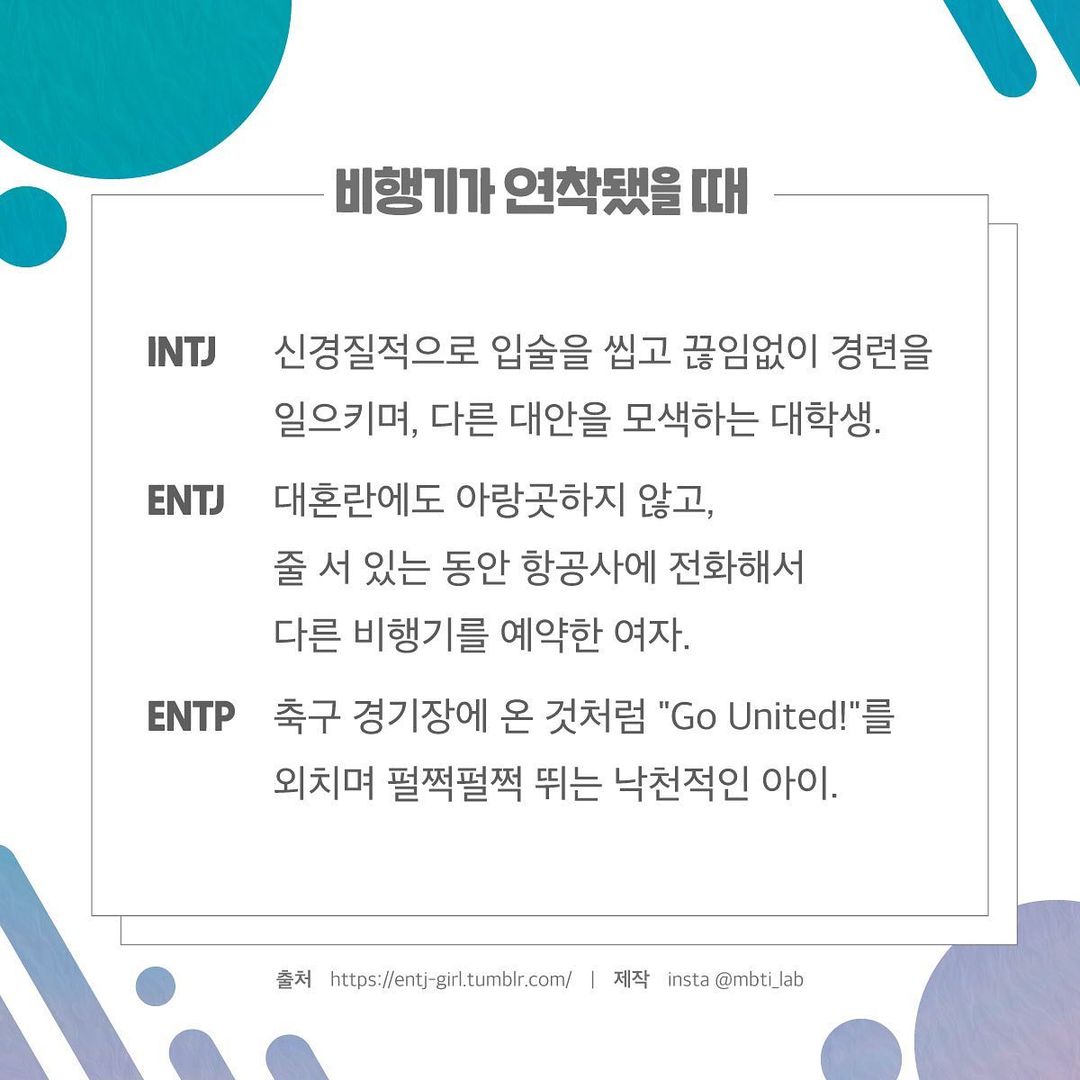 비행기가 연착됐을 때
INTJ 신경질적으로 입술을 씹고 끊임없이 경련을
일으키며, 다른 대안을 모색하는 대학생.
ENTJ 대혼란에도 아랑곳하지 않고,
줄 서 있는 동안 항공사에 전화해서
다른 비행기를 예약한 여자.
ENTP 축구 경기장에 온 것처럼 "Go United!"를
외치며 펄쩍펄쩍 뛰는 낙천적인 아이.
출처 https://entj-girl.tumblr.com/ | 제작 insta @mbti_lab